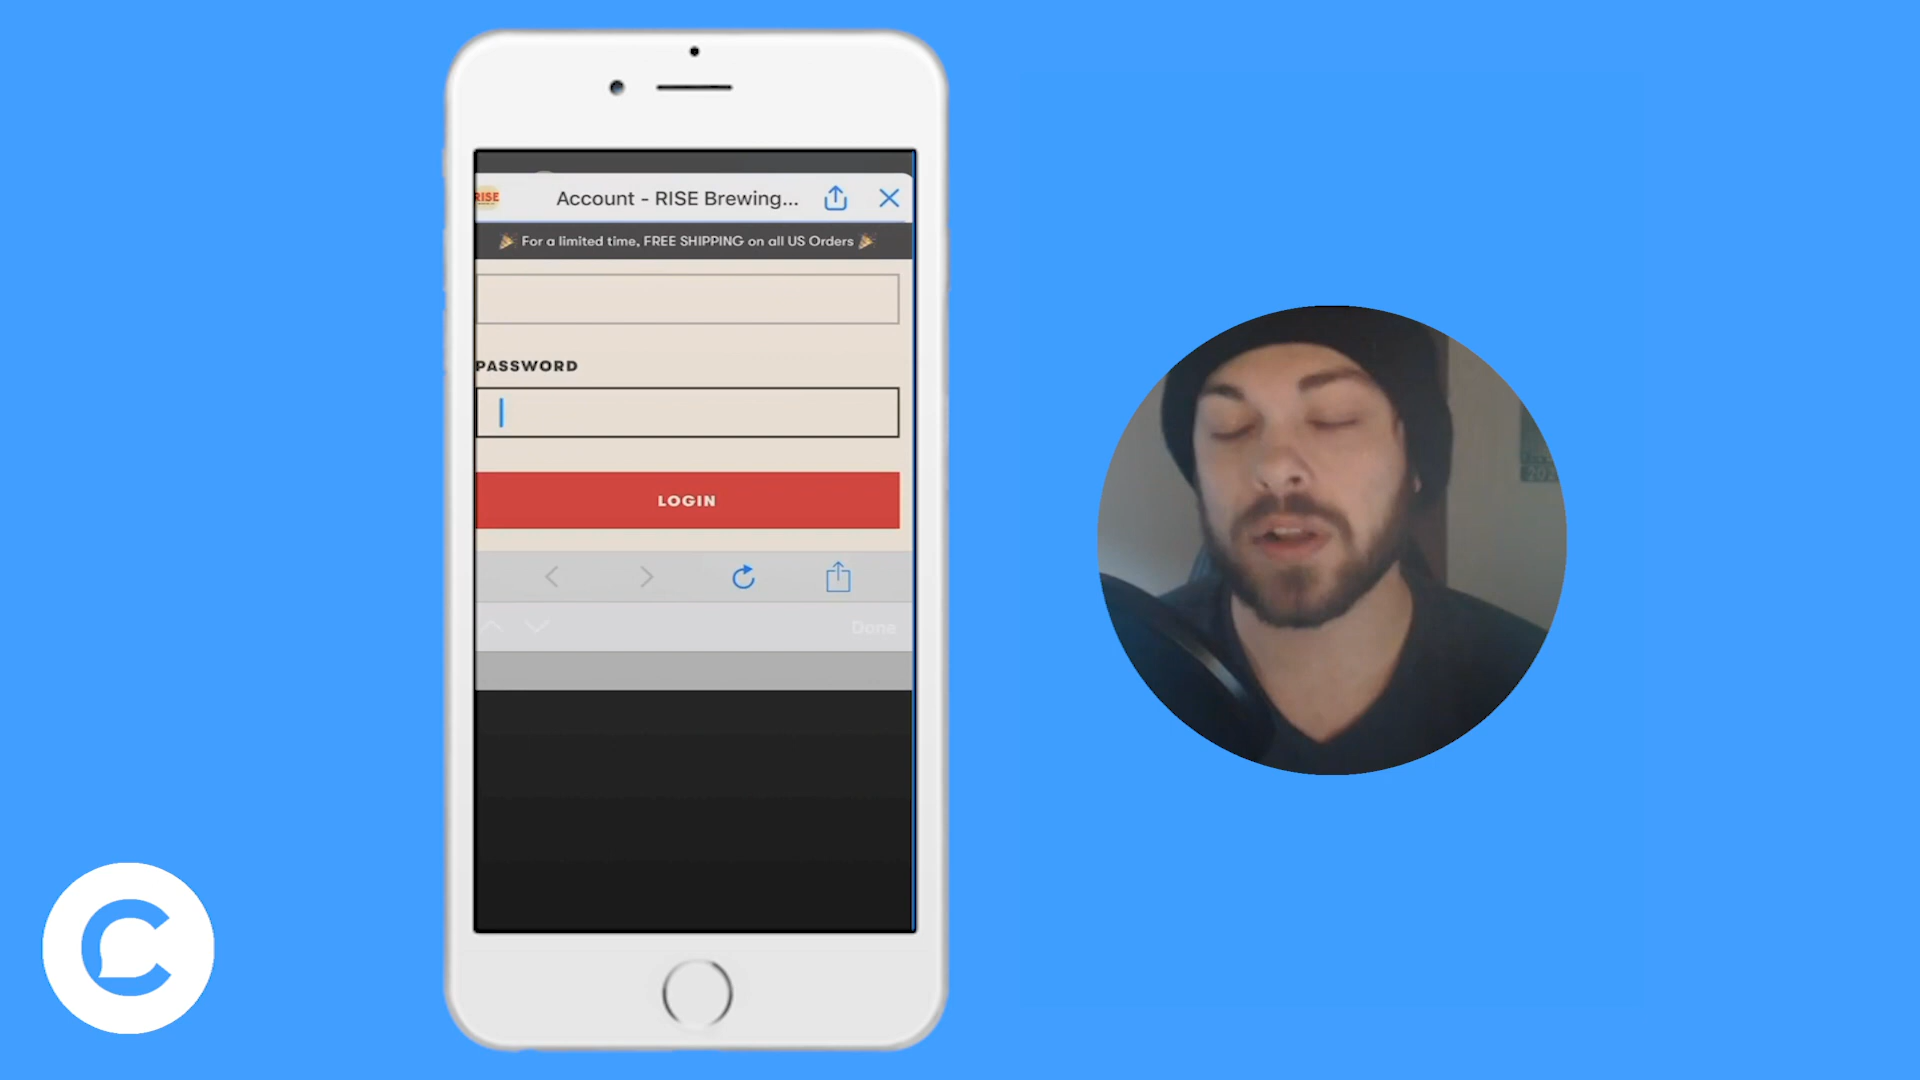 RISE
Account - RISE Brewing...
🎉 For a limited time, FREE SHIPPING on all US Orders 🎉
PASSWORD
LOGIN
Done